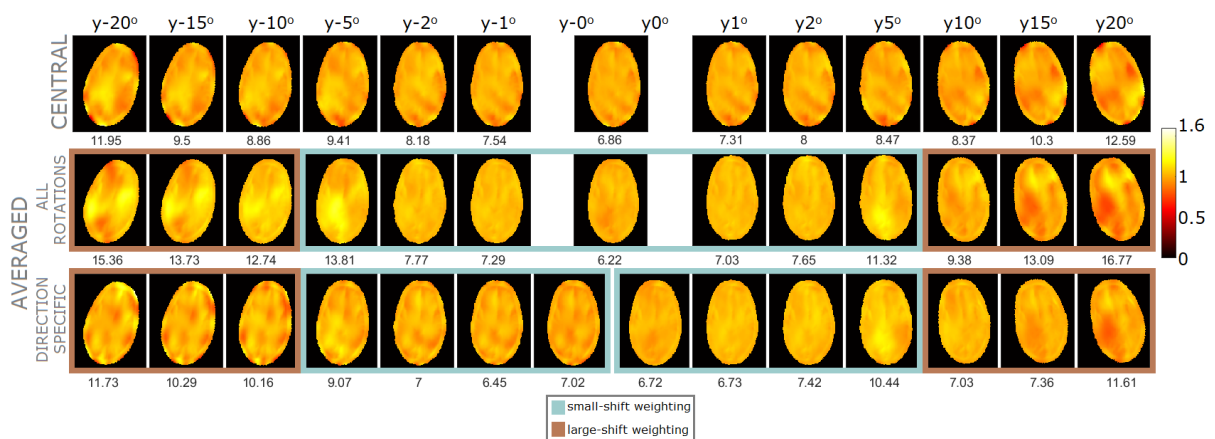 y-20° y-15° y-10° y-5° y-2° y-1° y-0° y0° y1° y2° y5° y10° y15° y20°
CENTRAL
11.95 9.5 8.86 9.41 8.18 7.54 6.86 7.31 8 8.47 8.37 10.3 12.59
AVERAGED
ALL
ROTATIONS
15.36 13.73 12.74 13.81 7.77 7.29 6.22 7.03 7.65 11.32 9.38 13.09 16.77
DIRECTION
SPECIFIC
11.73 10.29 10.16 9.07 7 6.45 7.02 6.72 6.73 7.42 10.44 7.03 7.36 11.61
1.6
1
0.5
0
small-shift weighting
large-shift weighting